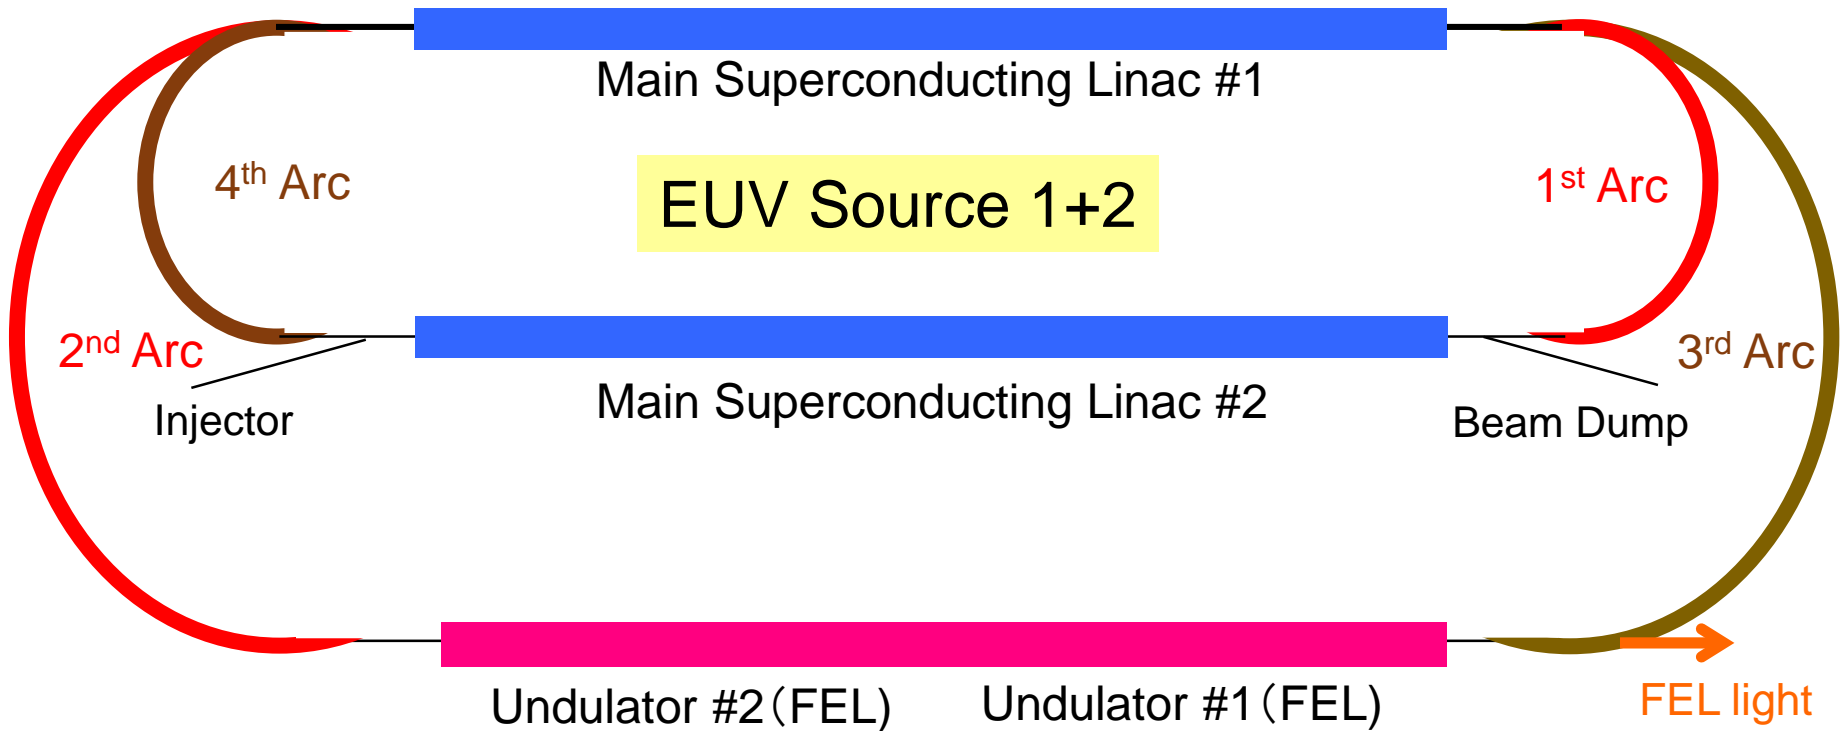 Main Superconducting Linac #1
4th Arc
EUV Source 1+2
1st Arc
2nd Arc
3rd Arc
Injector
Main Superconducting Linac #2
Beam Dump
Undulator #2（FEL)
Undulator #1（FEL)
FEL light